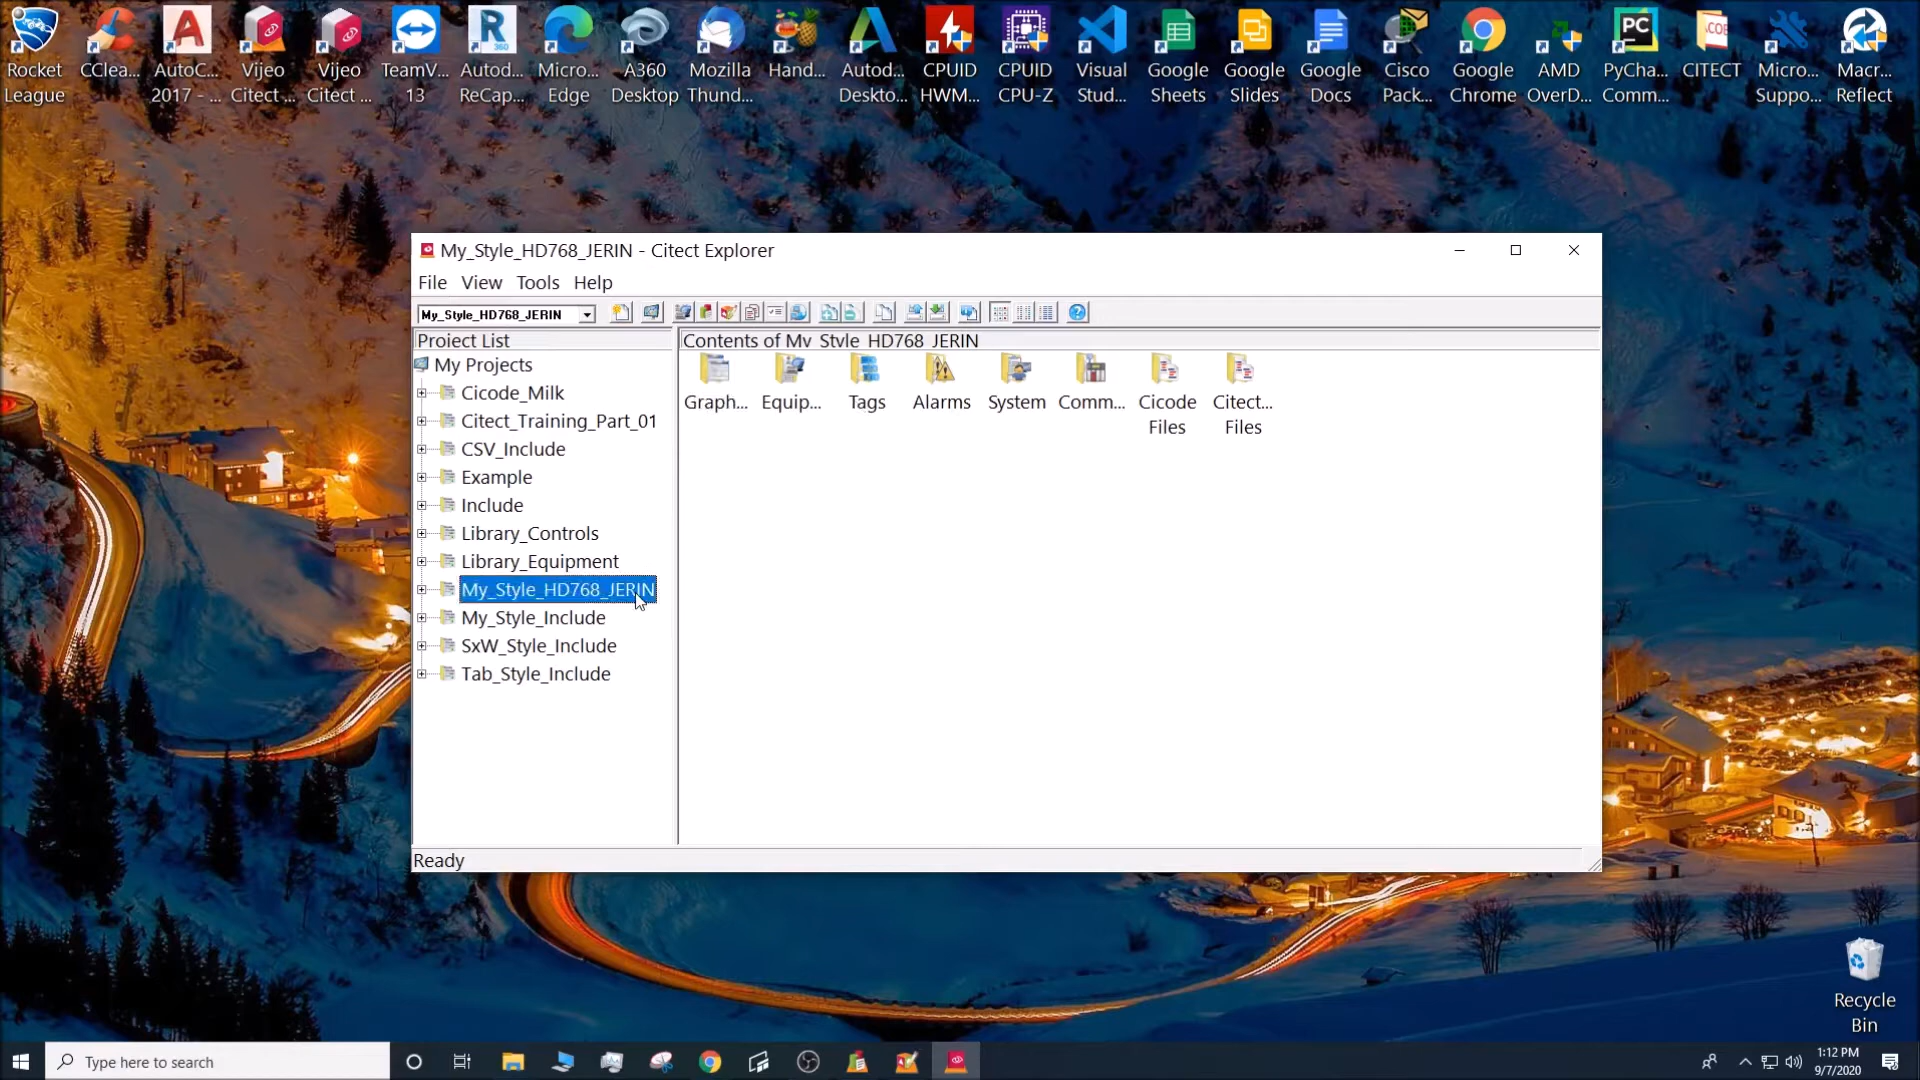 Rocket
League
CClea...
AutoC...
2017 - ...
Vijeo
Citect ...
Vijeo
Citect ...
TeamV...
13
Autod...
ReCap...
Micro...
Edge
A360
Desktop
Mozilla
Thund...
Hand...
Autod...
Deskto...
CPUID
HWM...
CPUID
CPU-Z
Visual
Stud...
Google
Sheets
Google
Slides
Google
Docs
Cisco
Pack...
Google
Chrome
AMD
OverD...
PyCha...
Comm...
CITECT
Micro...
Suppo...
Macr...
Reflect
My_Style_HD768_JERIN - Citect Explorer
File View Tools Help
My_Style_HD768_JERIN
Project List
My Projects
Cicode_Milk
Citect_Training_Part_01
CSV_Include
Example
Include
Library_Controls
Library_Equipment
My_Style_HD768_JERIN
My_Style_Include
SxW_Style_Include
Tab_Style_Include
Contents of My_Style_HD768_JERIN
Graph...
Equip...
Tags
Alarms
System
Comm...
Cicode
Files
Citect...
Files
Ready
Recycle
Bin
Type here to search
1:12 PM
9/7/2020